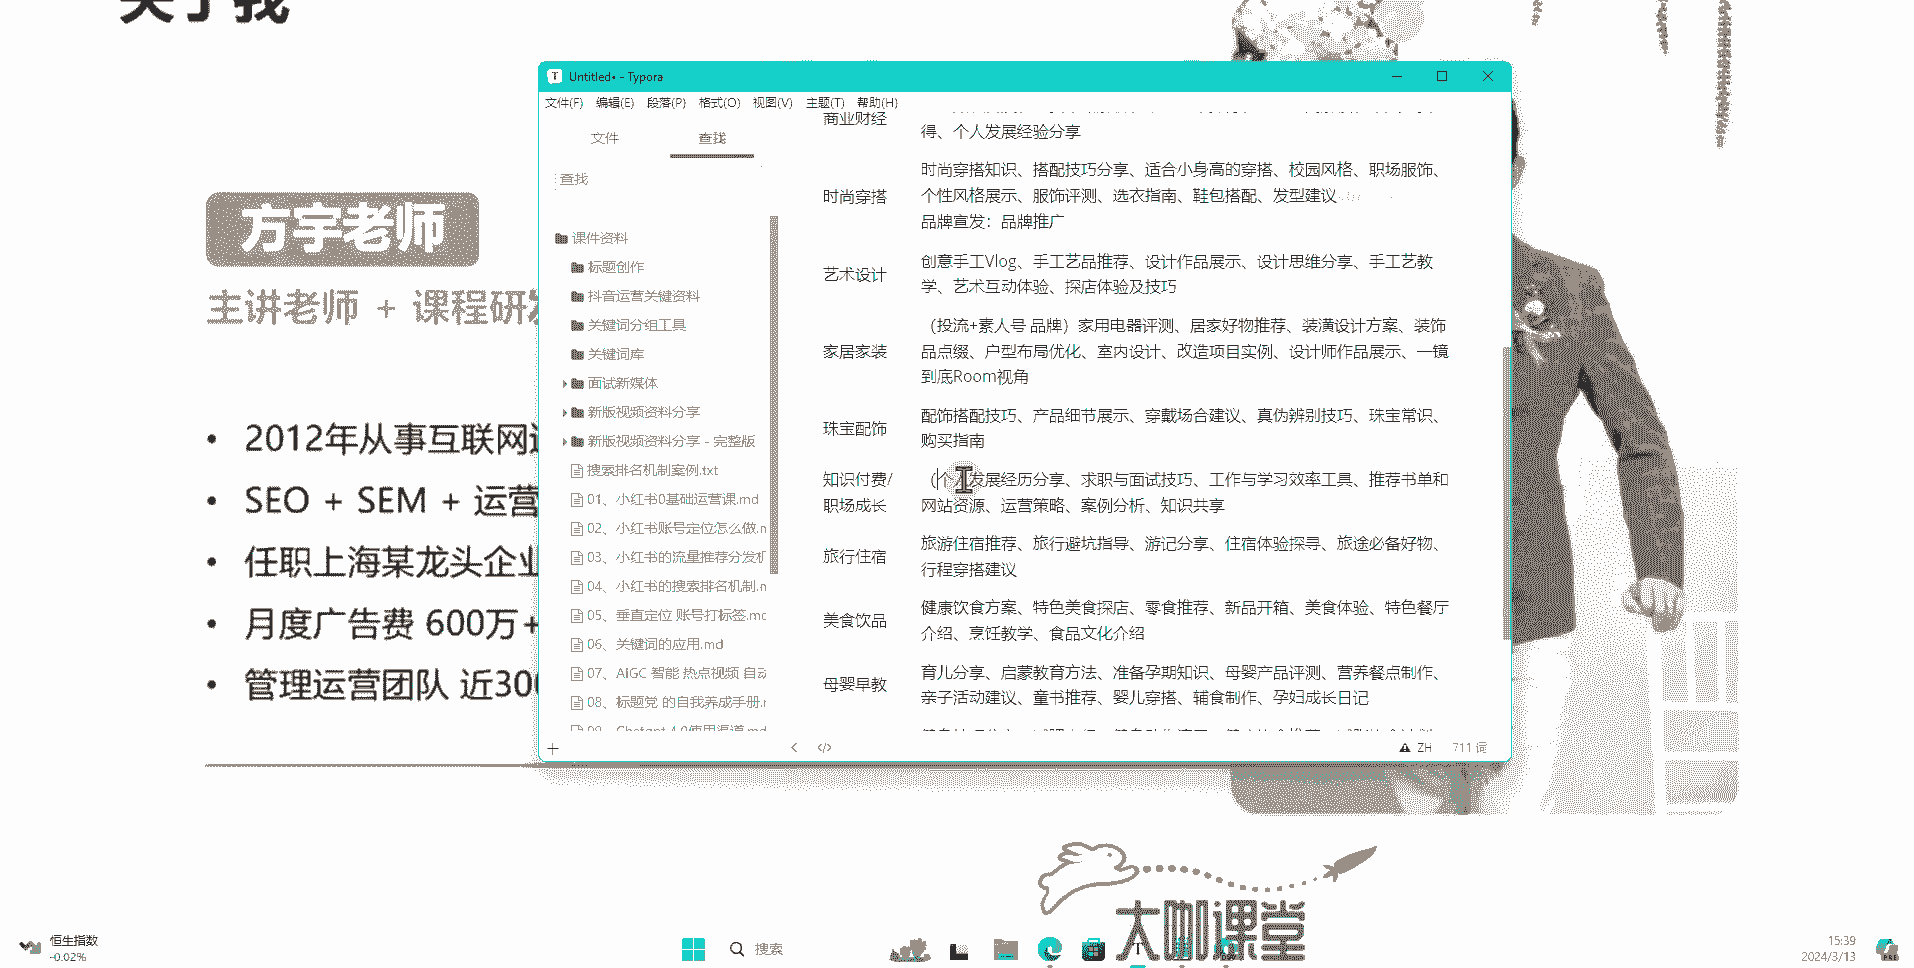 关于我
方宇老师
主讲老师 + 课程研发
2012年从事互联网运
SEO + SEM + 运营
任职上海某龙头企业
月度广告费 600万+
管理运营团队 近300
Untitled• - Typora
文件(F) 编辑(E) 段落(P) 格式(O) 视图(V) 主题(T) 帮助(H)
文件 查找
查找
课件资料
标题创作
抖音运营关键资料
关键词分组工具
关键词库
面试新媒体
新版视频资料分享
新版视频资料分享 - 完整版
搜索排名机制案例.txt
01、小红书0基础运营课.md
02、小红书账号定位怎么做.n
03、小红书的流量推荐分发机
04、小红书的搜索排名机制.n
05、垂直定位 账号打标签.mc
06、关键词的应用.md
07、AIGC 智能 热点视频 自动
08、标题党 的自我养成手册.r
09、Chatgpt 4.0使用渠道.md
商业财经
得、个人发展经验分享
时尚穿搭
时尚穿搭知识、搭配技巧分享、适合小身高的穿搭、校园风格、职场服饰、
个性风格展示、服饰评测、选衣指南、鞋包搭配、发型建议
品牌宣发：品牌推广
艺术设计
创意手工Vlog、手工艺品推荐、设计作品展示、设计思维分享、手工艺教
学、艺术互动体验、探店体验及技巧
家居家装
（投流+素人号 品牌）家用电器评测、居家好物推荐、装潢设计方案、装饰
品点缀、户型布局优化、室内设计、改造项目实例、设计师作品展示、一镜
到底Room视角
珠宝配饰
配饰搭配技巧、产品细节展示、穿戴场合建议、真伪辨别技巧、珠宝常识、
购买指南
知识付费/
职场成长
（个人发展经历分享、求职与面试技巧、工作与学习效率工具、推荐书单和
网站资源、运营策略、案例分析、知识共享
旅行住宿
旅游住宿推荐、旅行避坑指导、游记分享、住宿体验探寻、旅途必备好物、
行程穿搭建议
美食饮品
健康饮食方案、特色美食探店、零食推荐、新品开箱、美食体验、特色餐厅
介绍、烹饪教学、食品文化介绍
母婴早教
育儿分享、启蒙教育方法、准备孕期知识、母婴产品评测、营养餐点制作、
亲子活动建议、童书推荐、婴儿穿搭、辅食制作、孕妇成长日记
ZH 711 词
大咖课堂
恒生指数
-0.02%
搜索
15:39
2024/3/13